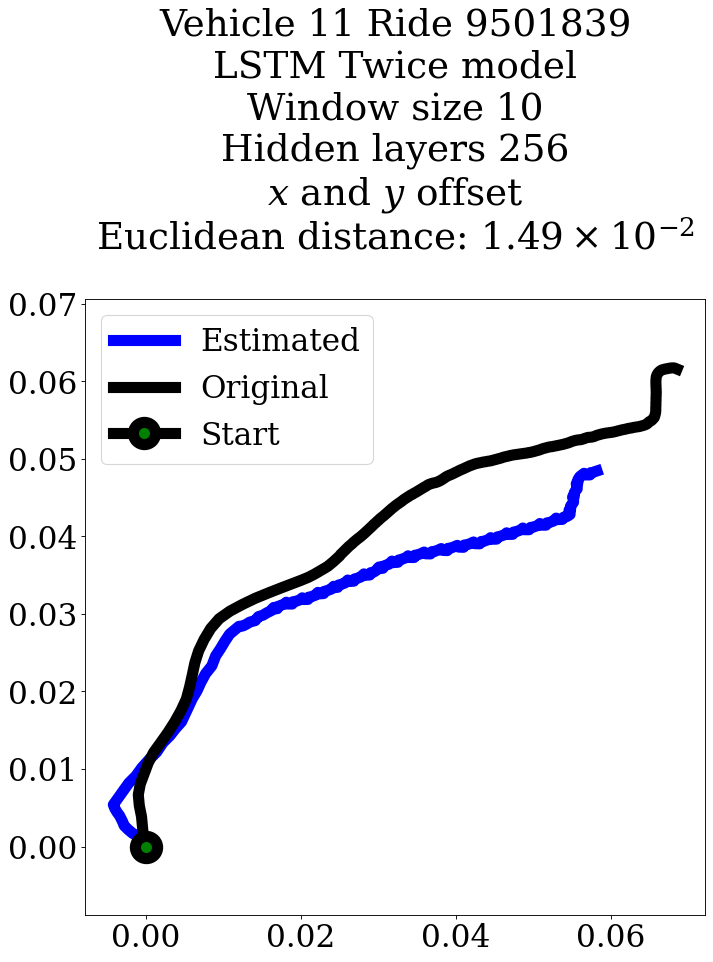 Vehicle 11 Ride 9501839
LSTM Twice model
Window size 10
Hidden layers 256
x and y offset
Euclidean distance: 1.49 × 10⁻²
Estimated
Original
Start
0.07
0.06
0.05
0.04
0.03
0.02
0.01
0.00
0.00 0.02 0.04 0.06